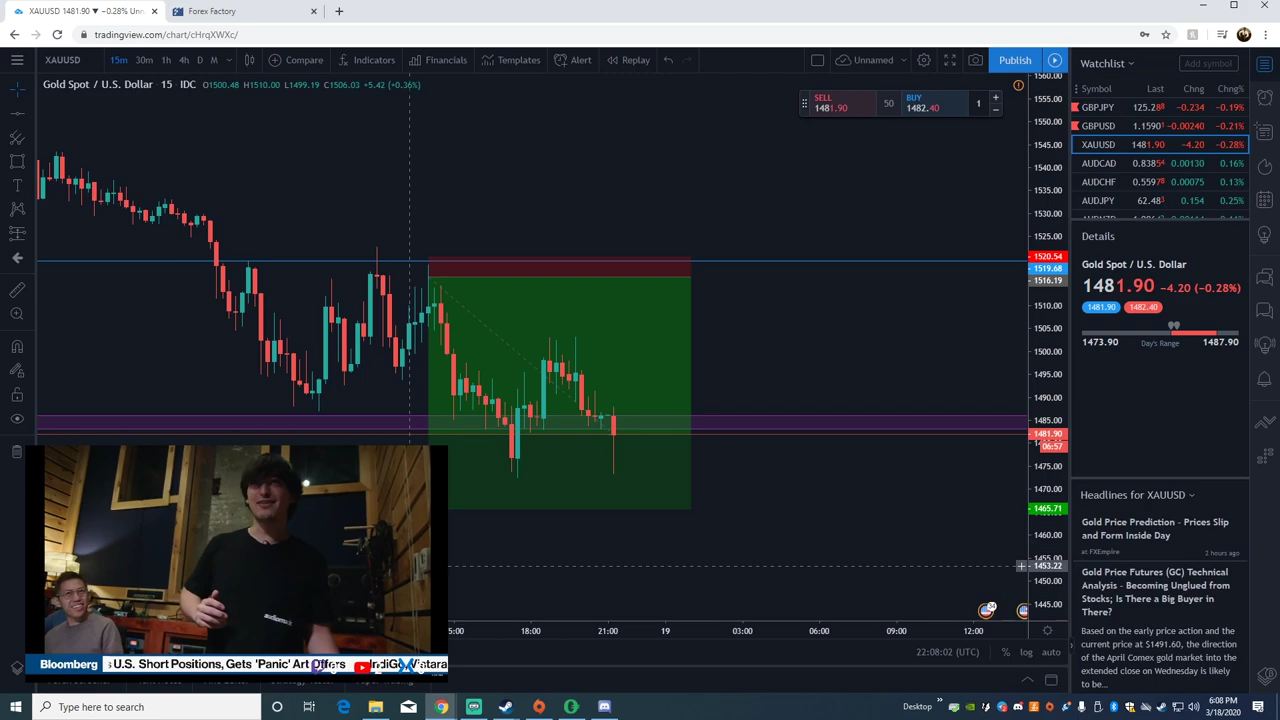 XAUUSD 1481.90 ▼ −0.28% Unn
Forex Factory
tradingview.com/chart/cHrqXWXc/
XAUUSD
15m 30m 1h 4h D M
Compare
Indicators
Financials
Templates
Alert
Replay
Unnamed
Publish
Gold Spot / U.S. Dollar · 15 · IDC O1500.48 H1510.00 L1499.19 C1506.03 +5.42 (+0.36%)
SELL
1481.90
50
BUY
1482.40
1
1560.00
1555.00
1550.00
1545.00
1540.00
1535.00
1530.00
1525.00
1520.54
1519.68
1516.19
1510.00
1505.00
1500.00
1495.00
1490.00
1485.00
1481.90
06:57
1475.00
1470.00
1465.71
1460.00
1455.00
1453.22
1450.00
1445.00
18:00 21:00 19 03:00 06:00 09:00 12:00
22:08:02 (UTC) % log auto
Watchlist
Add symbol
Symbol Last Chng Chng%
GBPJPY 125.288 −0.234 −0.19%
GBPUSD 1.15901 −0.00240 −0.21%
XAUUSD 1481.90 −4.20 −0.28%
AUDCAD 0.83854 0.00130 0.16%
AUDCHF 0.55978 0.00075 0.13%
AUDJPY 62.483 0.154 0.25%
Details
Gold Spot / U.S. Dollar
1481.90 −4.20 (−0.28%)
1481.90 1482.40
1473.90 Day's Range 1487.90
Headlines for XAUUSD
Gold Price Prediction – Prices Slip
and Form Inside Day
at FXEmpire 2 hours ago
Gold Price Futures (GC) Technical
Analysis – Becoming Unglued from
Stocks; Is There a Big Buyer in
There?
Based on the early price action and the
current price at $1491.60, the direction
of the April Comex gold market into the
extended close on Wednesday is likely
to be...
Bloomberg
U.S. Short Positions, Gets 'Panic' Art Offers
Type here to search
Desktop
6:08 PM
3/18/2020